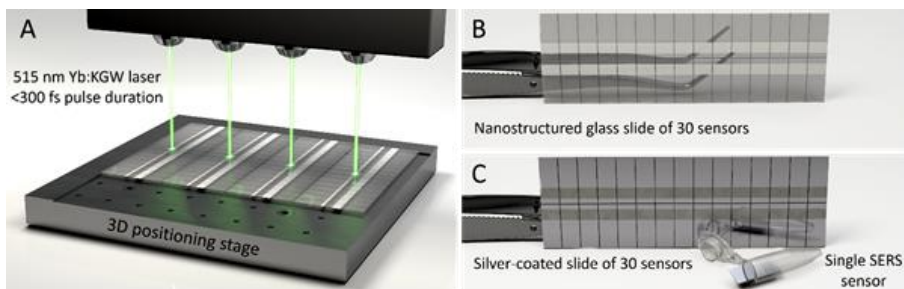 A
515 nm Yb:KGW laser
<300 fs pulse duration
3D positioning stage
B
Nanostructured glass slide of 30 sensors
C
Silver-coated slide of 30 sensors
Single SERS
sensor